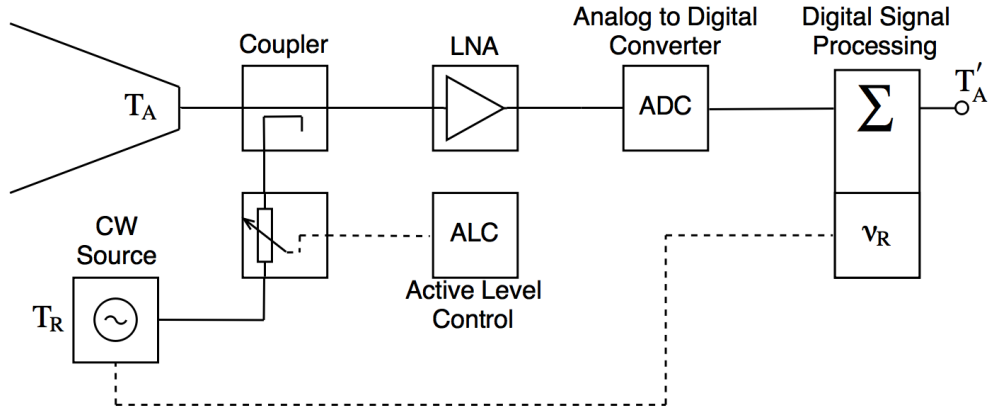 Coupler
LNA
Analog to Digital
Converter
Digital Signal
Processing
T_A
ADC
Σ
T_A′
CW
Source
ALC
ν_R
T_R
Active Level
Control